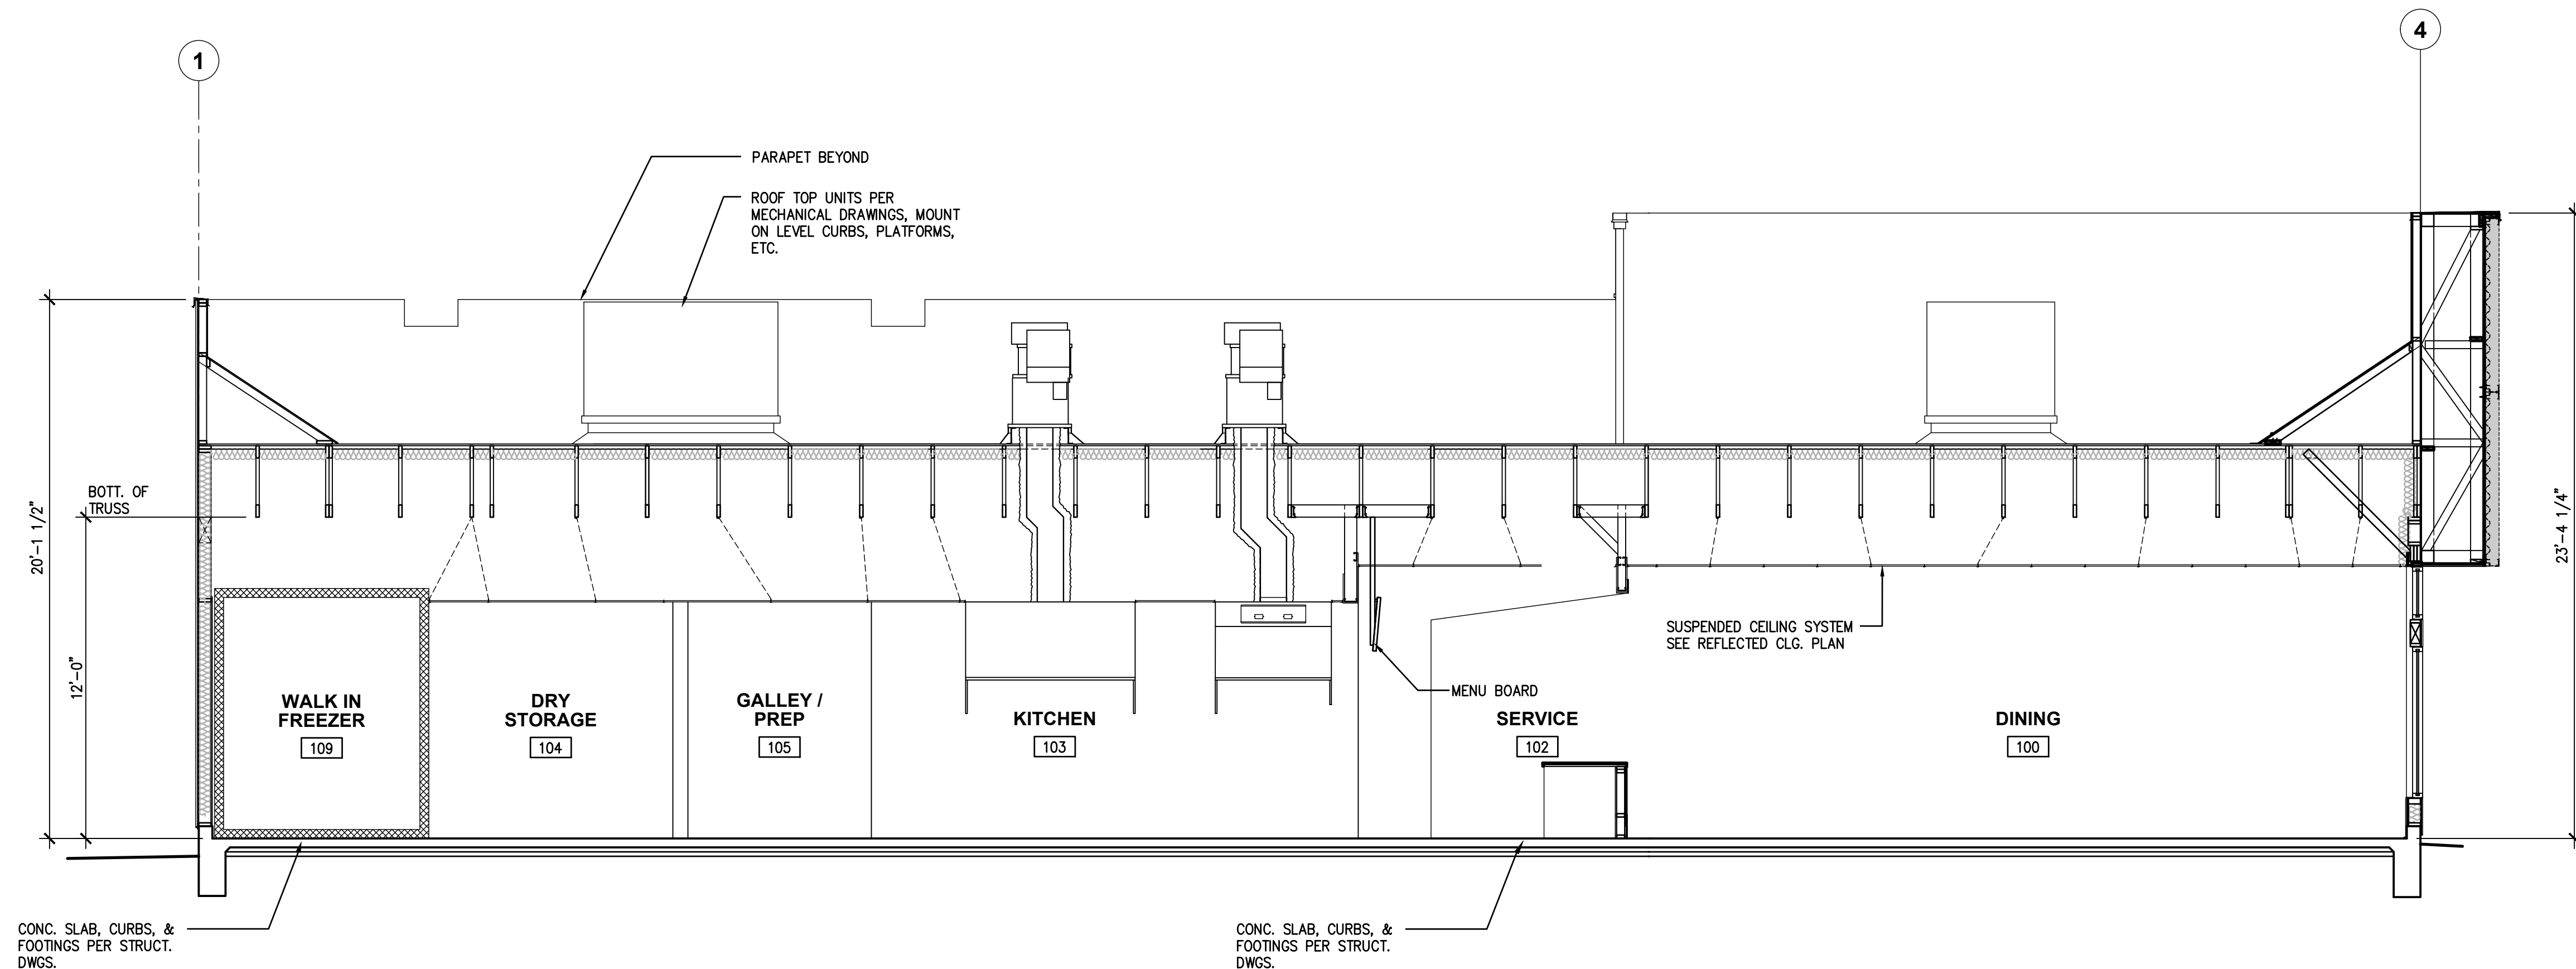 1
4
PARAPET BEYOND
ROOF TOP UNITS PER
MECHANICAL DRAWINGS, MOUNT
ON LEVEL CURBS, PLATFORMS,
ETC.
BOTT. OF
TRUSS
20'-1 1/2"
12'-0"
23'-4 1/4"
SUSPENDED CEILING SYSTEM
SEE REFLECTED CLG. PLAN
MENU BOARD
WALK IN
FREEZER
109
DRY
STORAGE
104
GALLEY /
PREP
105
KITCHEN
103
SERVICE
102
DINING
100
CONC. SLAB, CURBS, &
FOOTINGS PER STRUCT.
DWGS.
CONC. SLAB, CURBS, &
FOOTINGS PER STRUCT.
DWGS.